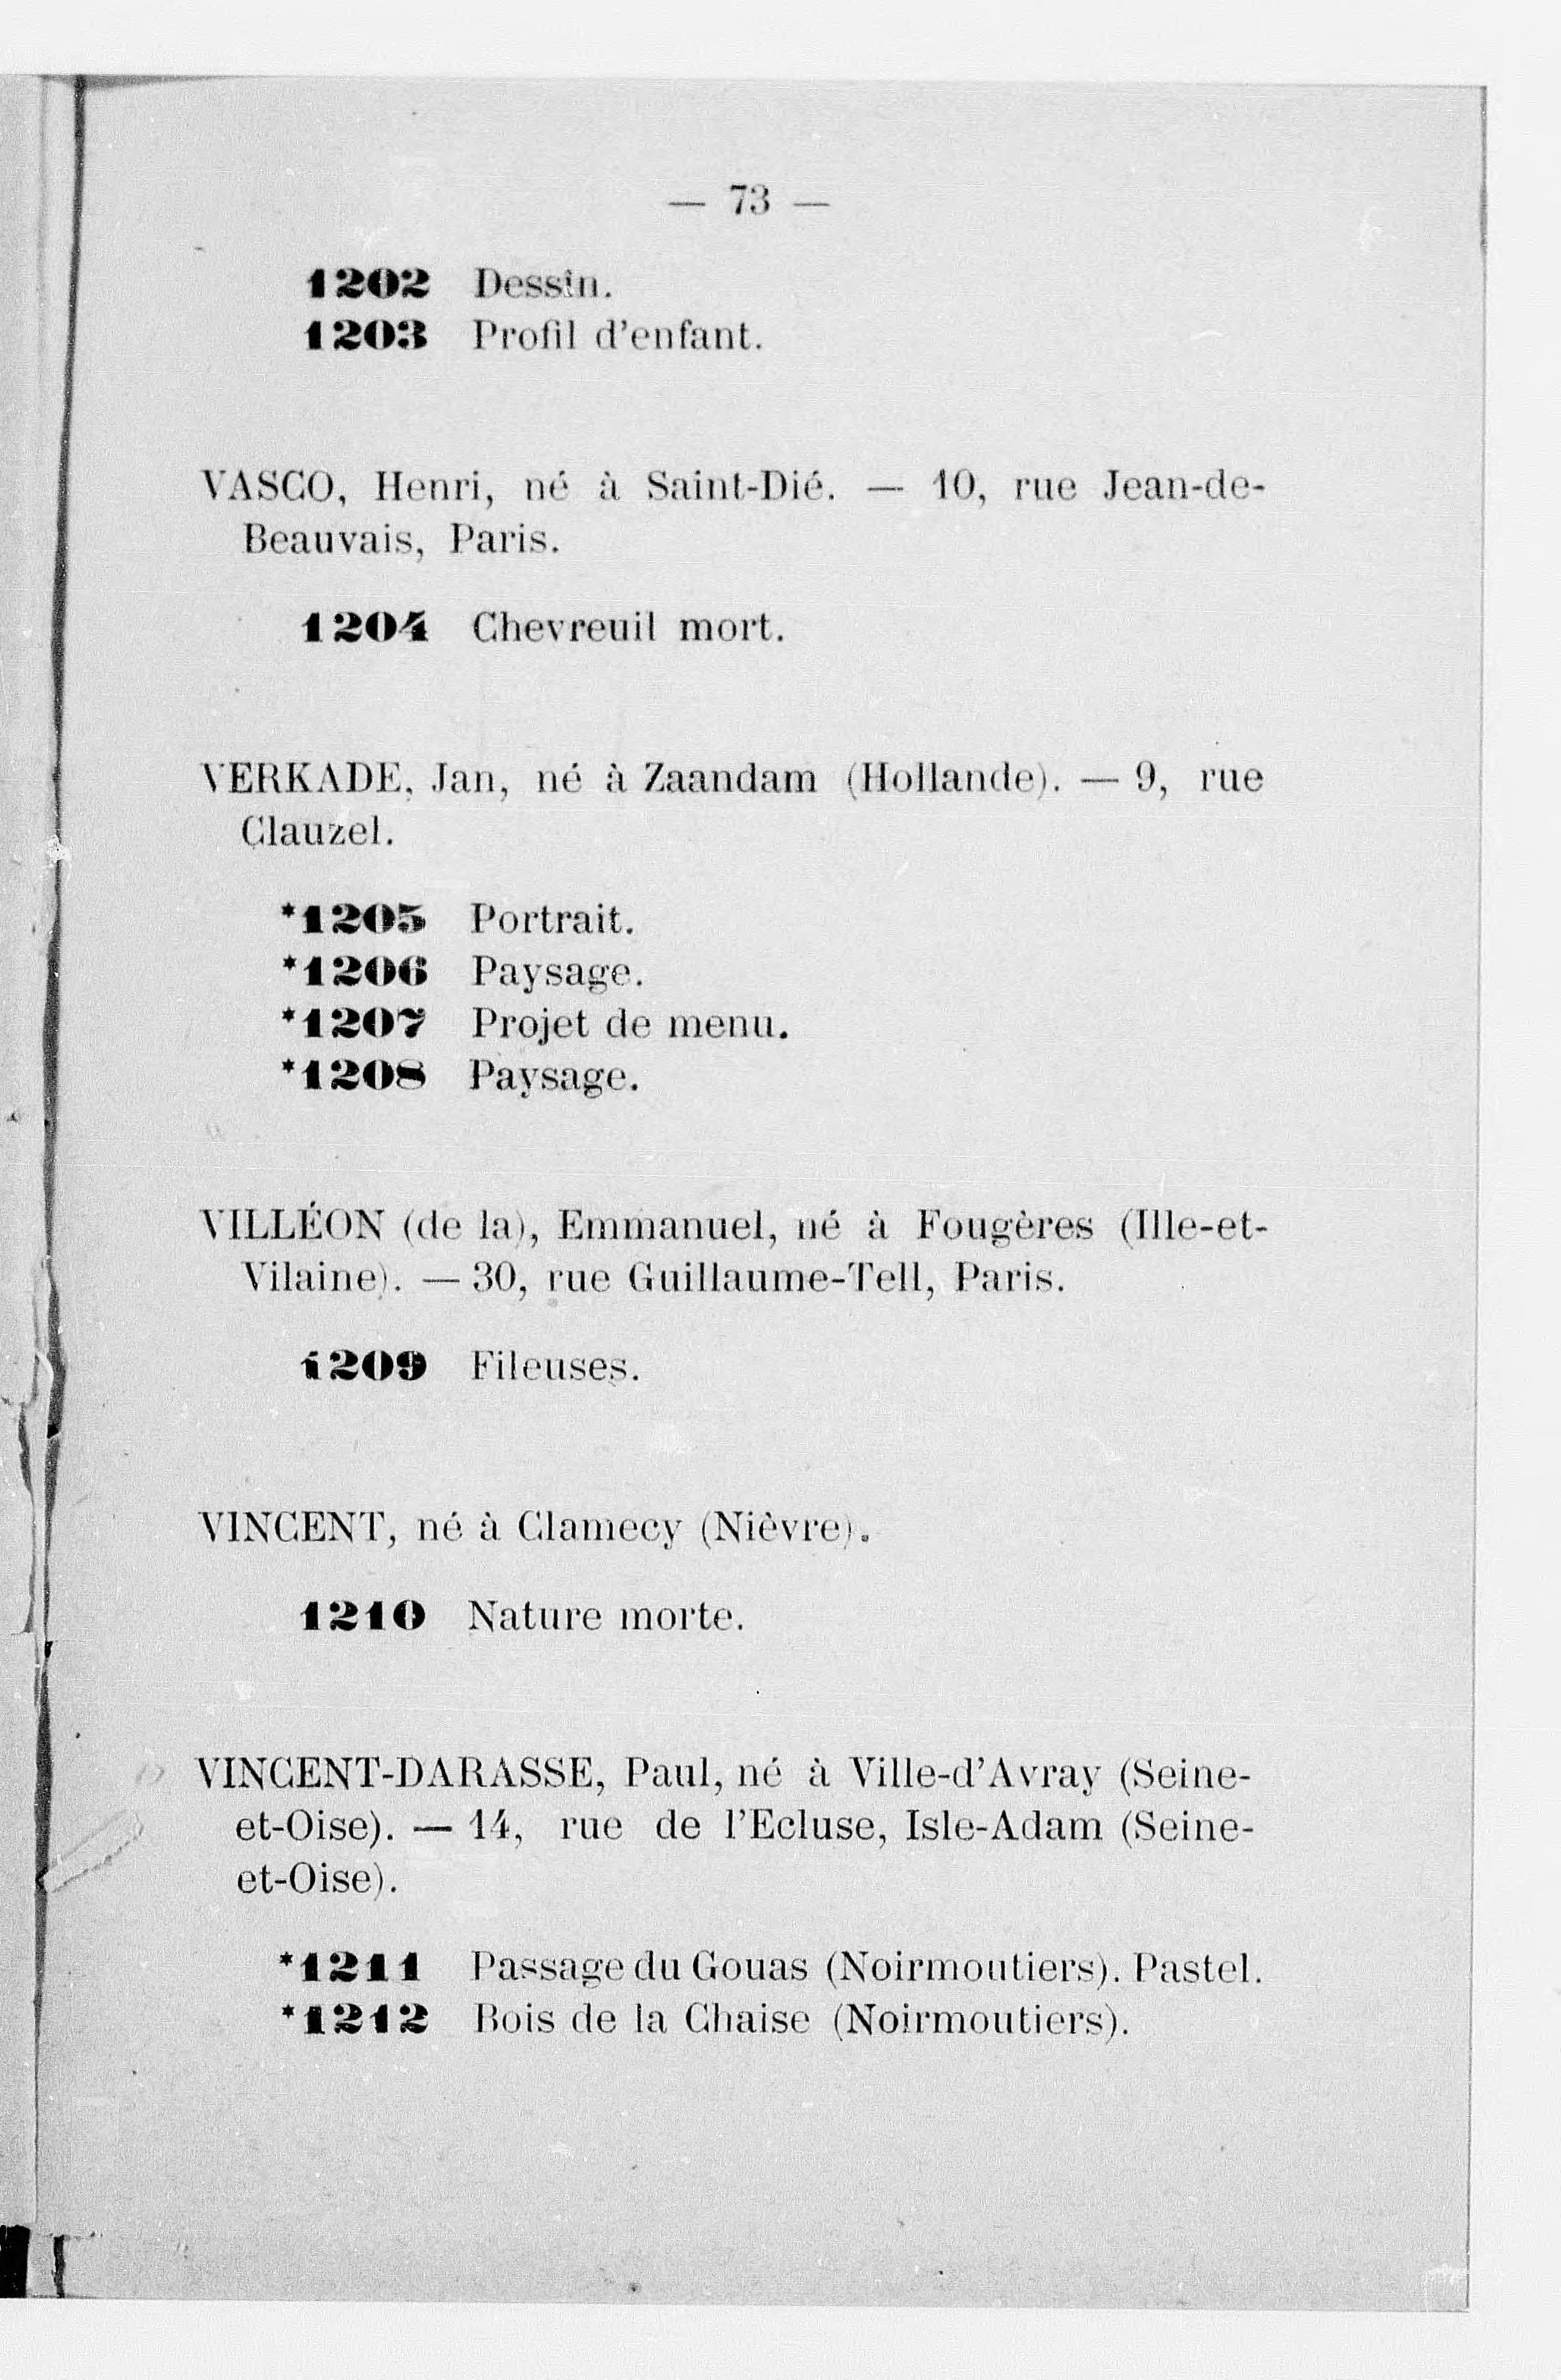 — 73 —
1202 Dessin.
1203 Profil d'enfant.
VASCO, Henri, né à Saint-Dié. — 10, rue Jean-de-
Beauvais, Paris.
1204 Chevreuil mort.
VERKADE, Jan, né à Zaandam (Hollande). — 9, rue
Clauzel.
*1205 Portrait.
*1206 Paysage.
*1207 Projet de menu.
*1208 Paysage.
VILLÉON (de la), Emmanuel, né à Fougères (Ille-et-
Vilaine). — 30, rue Guillaume-Tell, Paris.
1209 Fileuses.
VINCENT, né à Clamecy (Nièvre).
1210 Nature morte.
VINCENT-DARASSE, Paul, né à Ville-d'Avray (Seine-
et-Oise). — 14, rue de l'Ecluse, Isle-Adam (Seine-
et-Oise).
*1211 Passage du Gouas (Noirmoutiers). Pastel.
*1212 Bois de la Chaise (Noirmoutiers).